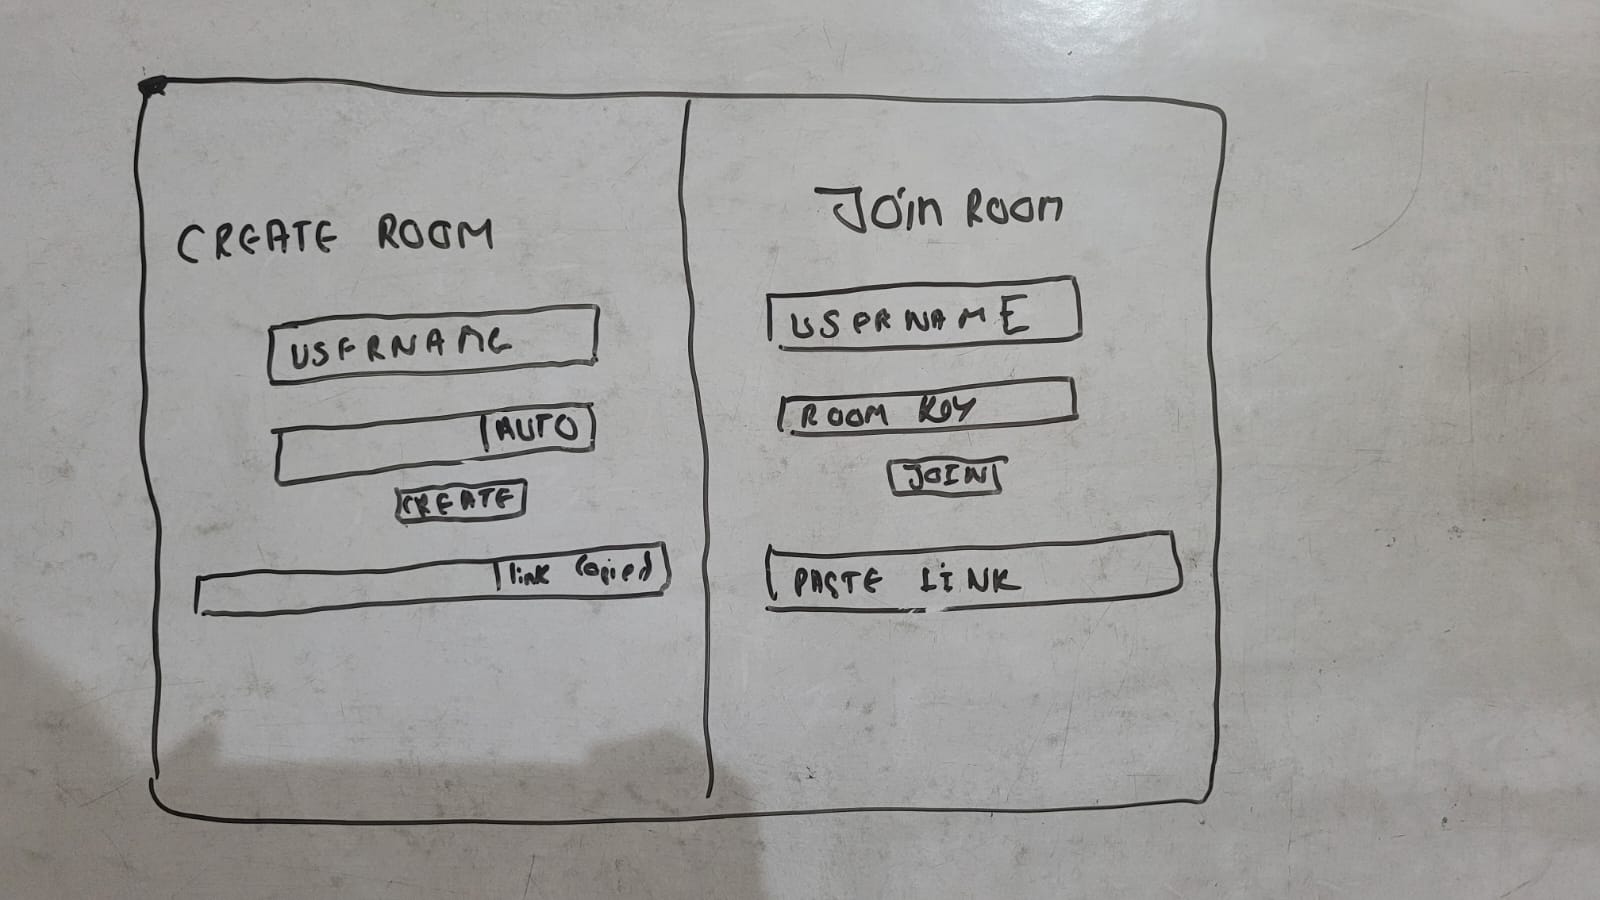 CREATE ROOM
USERNAME
AUTO
CREATE
link copied
JOIN ROOM
USERNAME
ROOM KEY
JOIN
PASTE LINK